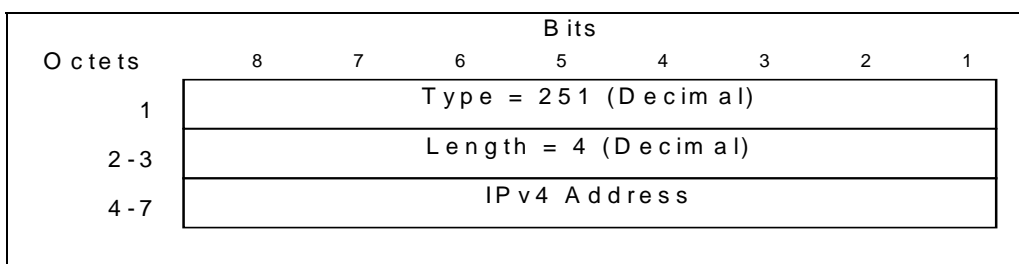 Bits
Octets 8 7 6 5 4 3 2 1
1 Type = 251 (Decimal)
2-3 Length = 4 (Decimal)
4-7 IPv4 Address